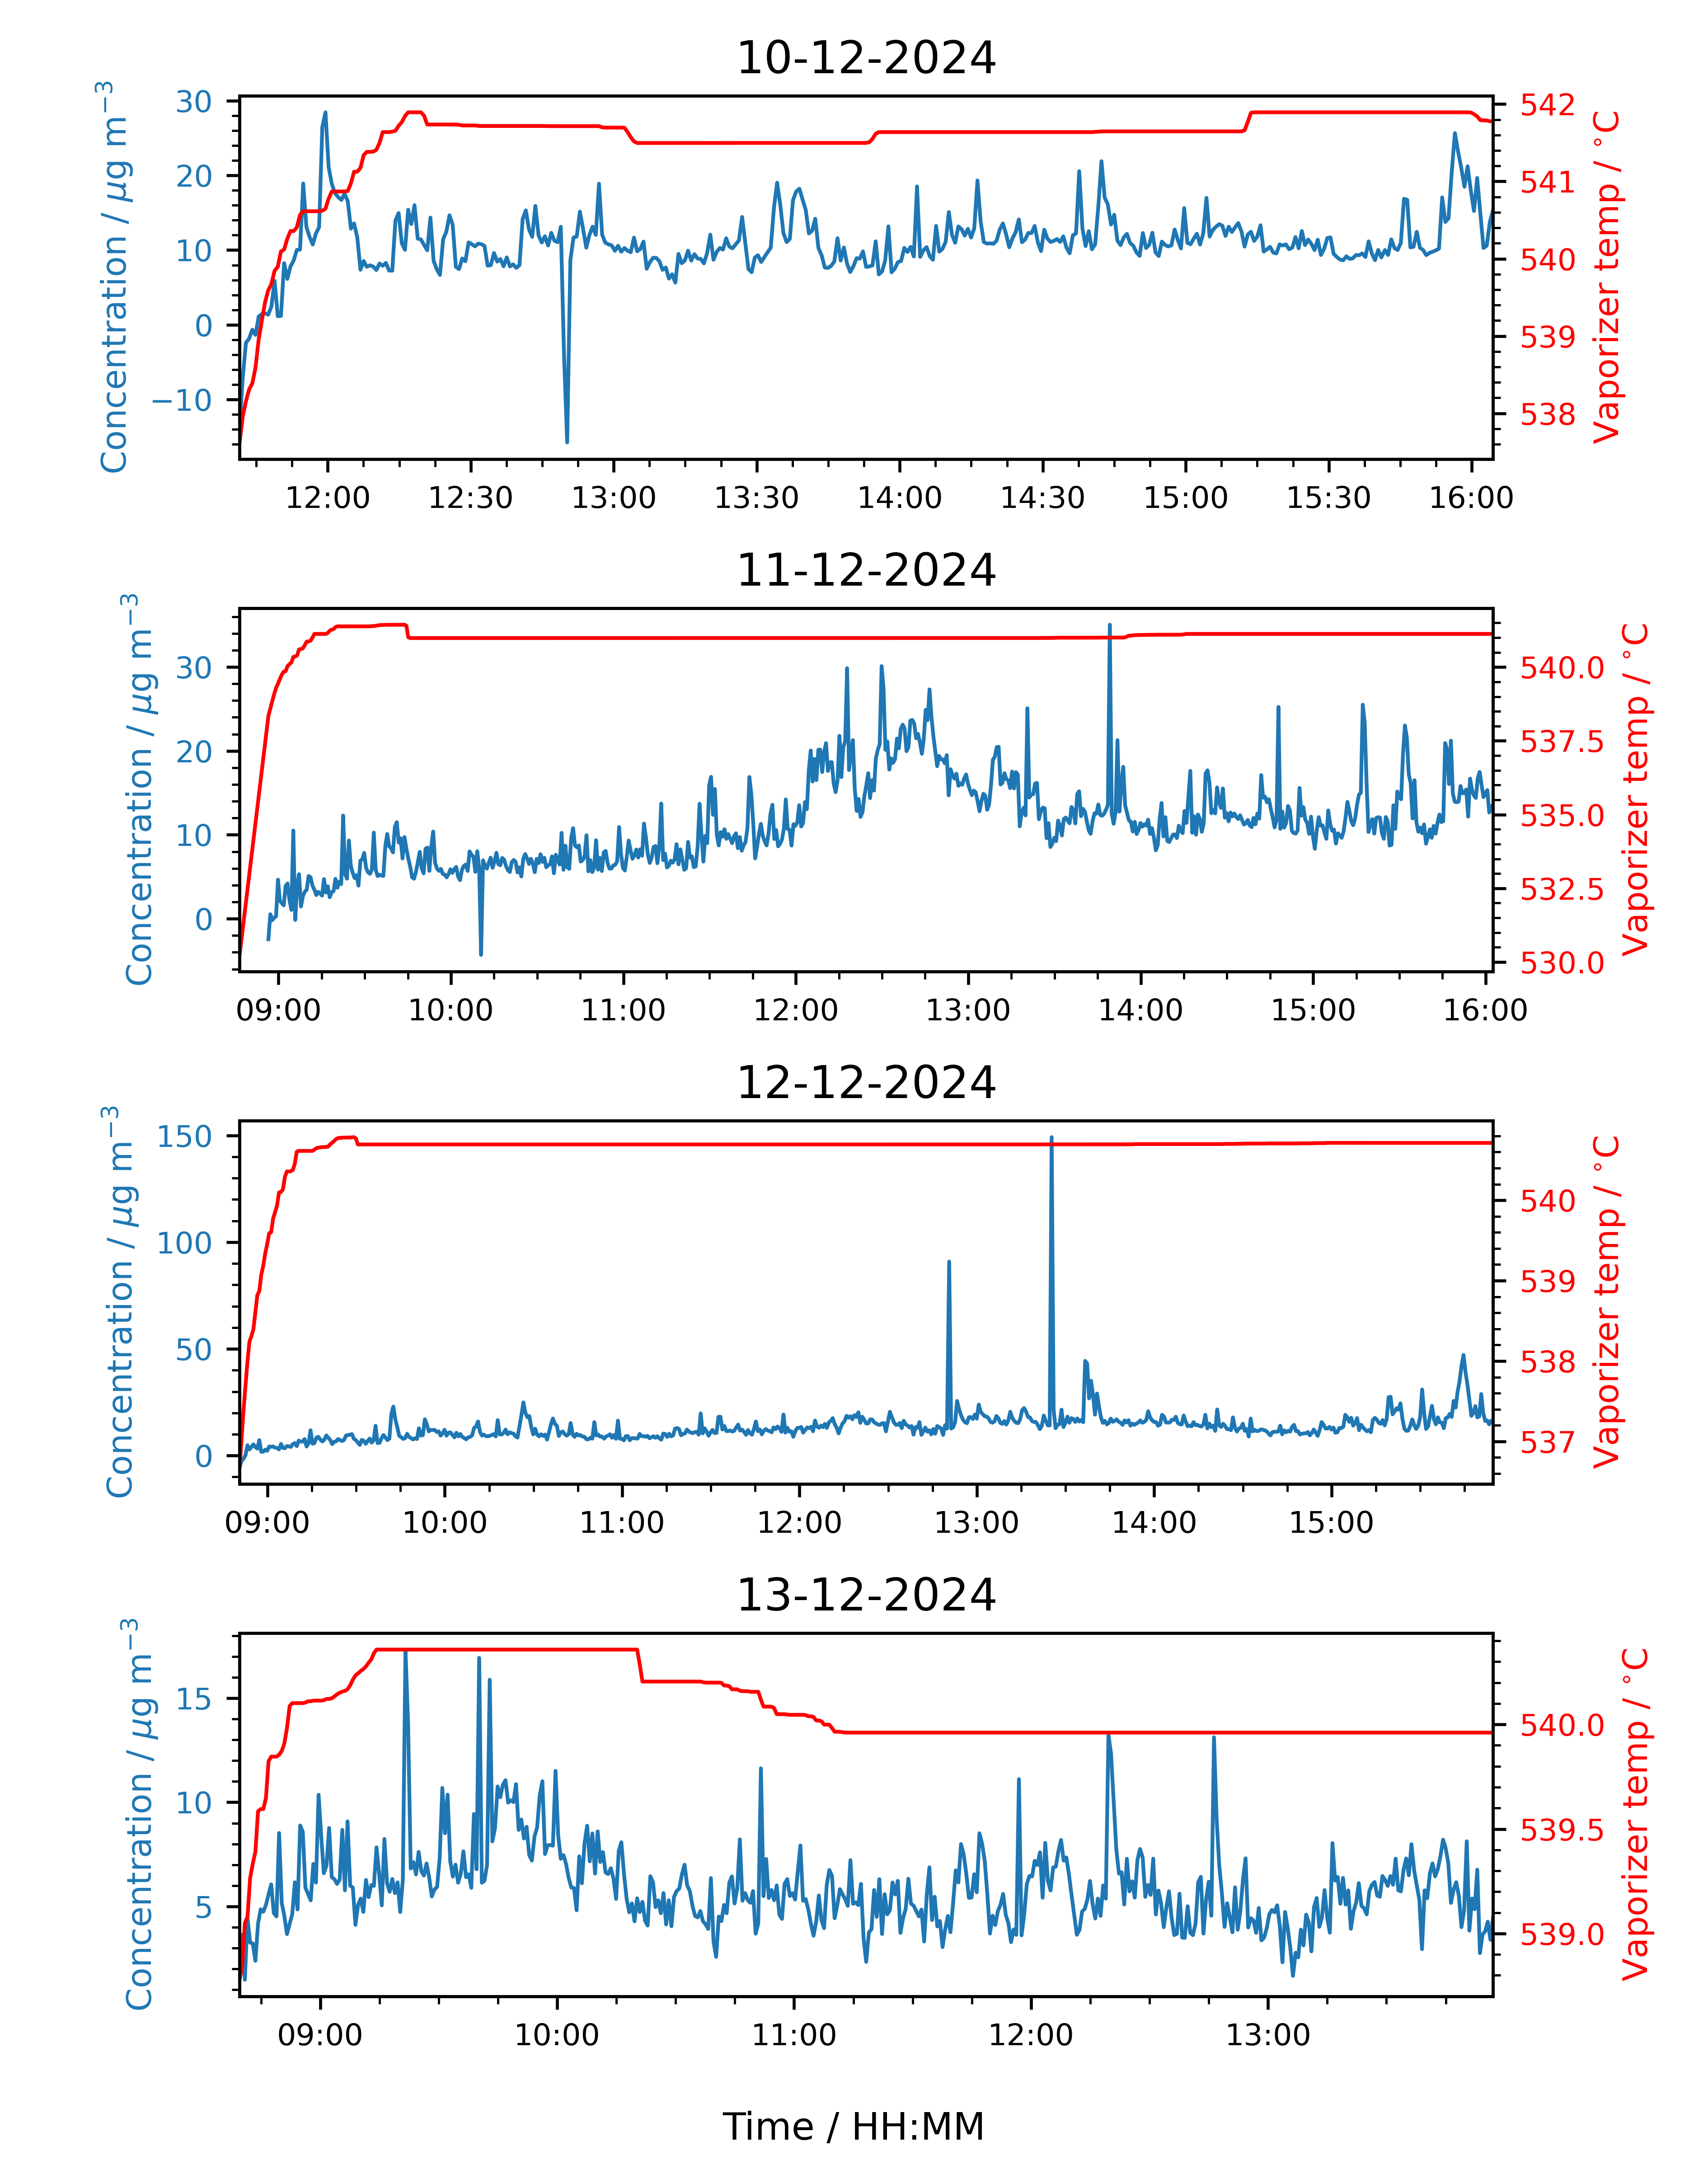 10-12-2024
Concentration / μg m⁻³
30
20
10
0
−10
542
541
540
539
538
Vaporizer temp / °C
12:00 12:30 13:00 13:30 14:00 14:30 15:00 15:30 16:00
11-12-2024
Concentration / μg m⁻³
30
20
10
0
540.0
537.5
535.0
532.5
530.0
Vaporizer temp / °C
09:00 10:00 11:00 12:00 13:00 14:00 15:00 16:00
12-12-2024
Concentration / μg m⁻³
150
100
50
0
540
539
538
537
Vaporizer temp / °C
09:00 10:00 11:00 12:00 13:00 14:00 15:00
13-12-2024
Concentration / μg m⁻³
15
10
5
540.0
539.5
539.0
Vaporizer temp / °C
09:00 10:00 11:00 12:00 13:00
Time / HH:MM